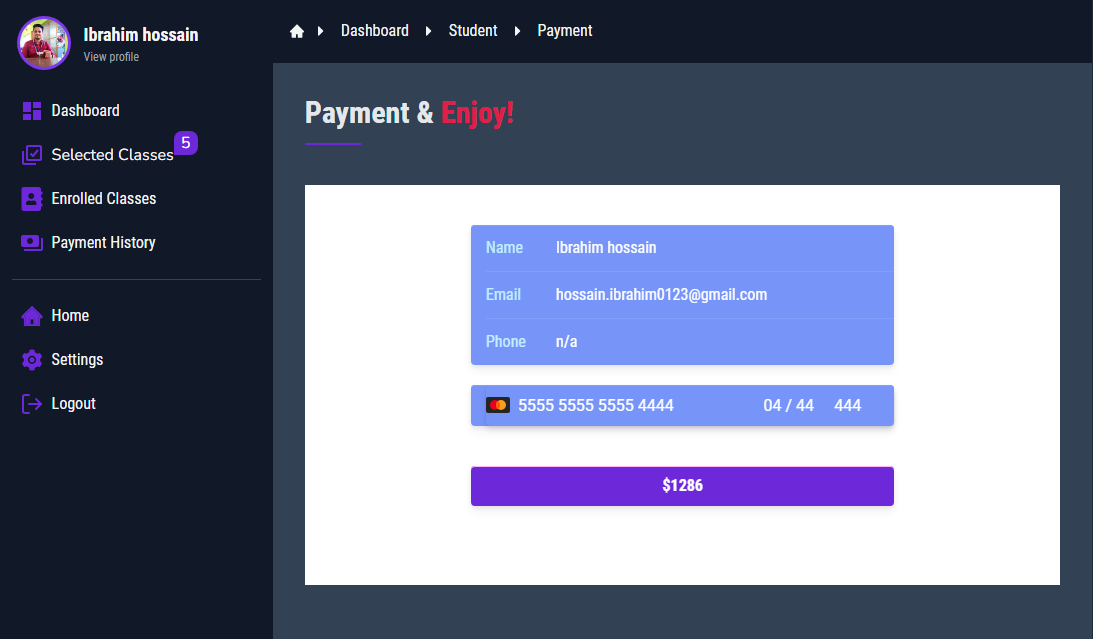 Ibrahim hossain
View profile
Dashboard
Selected Classes 5
Enrolled Classes
Payment History
Home
Settings
Logout
Dashboard Student Payment
Payment & Enjoy!
Name Ibrahim hossain
Email hossain.ibrahim0123@gmail.com
Phone n/a
5555 5555 5555 4444 04 / 44 444
$1286